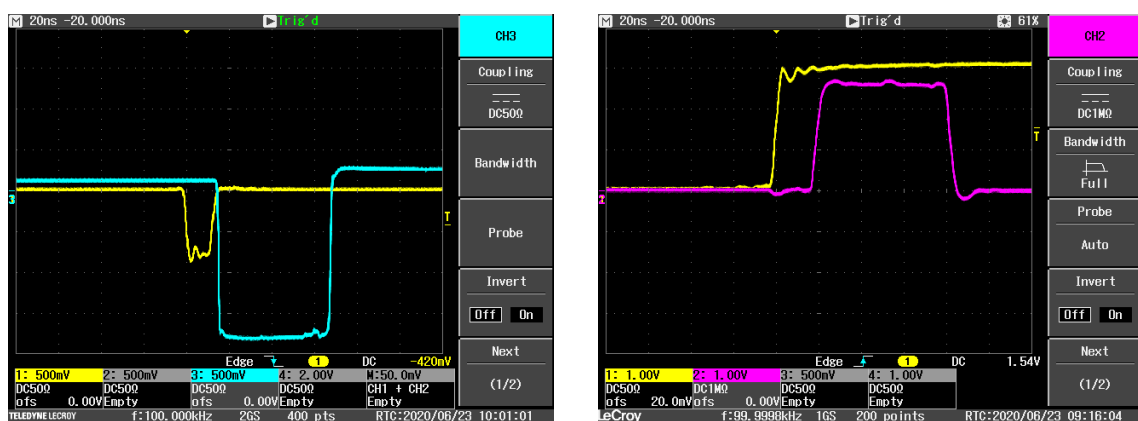 M 20ns -20.000ns
Trig'd
CH3
Coupling
DC50Ω
Bandwidth
Probe
Invert
Off On
Next
(1/2)
3
T
Edge 1 DC -420mV
1: 500mV 2: 500mV 3: 500mV 4: 2.00V M:50.0mV
DC50Ω DC50Ω DC50Ω DC50Ω CH1 + CH2
ofs 0.00V Empty ofs 0.00V Empty Empty
TELEDYNE LECROY f:100.000kHz 2GS 400 pts RTC:2020/06/23 10:01:01
M 20ns -20.000ns
Trig'd
61%
CH2
Coupling
DC1MΩ
Bandwidth
Full
Probe
Auto
Invert
Off On
Next
(1/2)
T
Edge 1 DC 1.54V
1: 1.00V 2: 1.00V 3: 500mV 4: 1.00V
DC50Ω DC1MΩ DC50Ω DC50Ω
ofs 20.0mV ofs 0.00V Empty Empty
LeCroy f:99.9998kHz 1GS 200 points RTC:2020/06/23 09:16:04